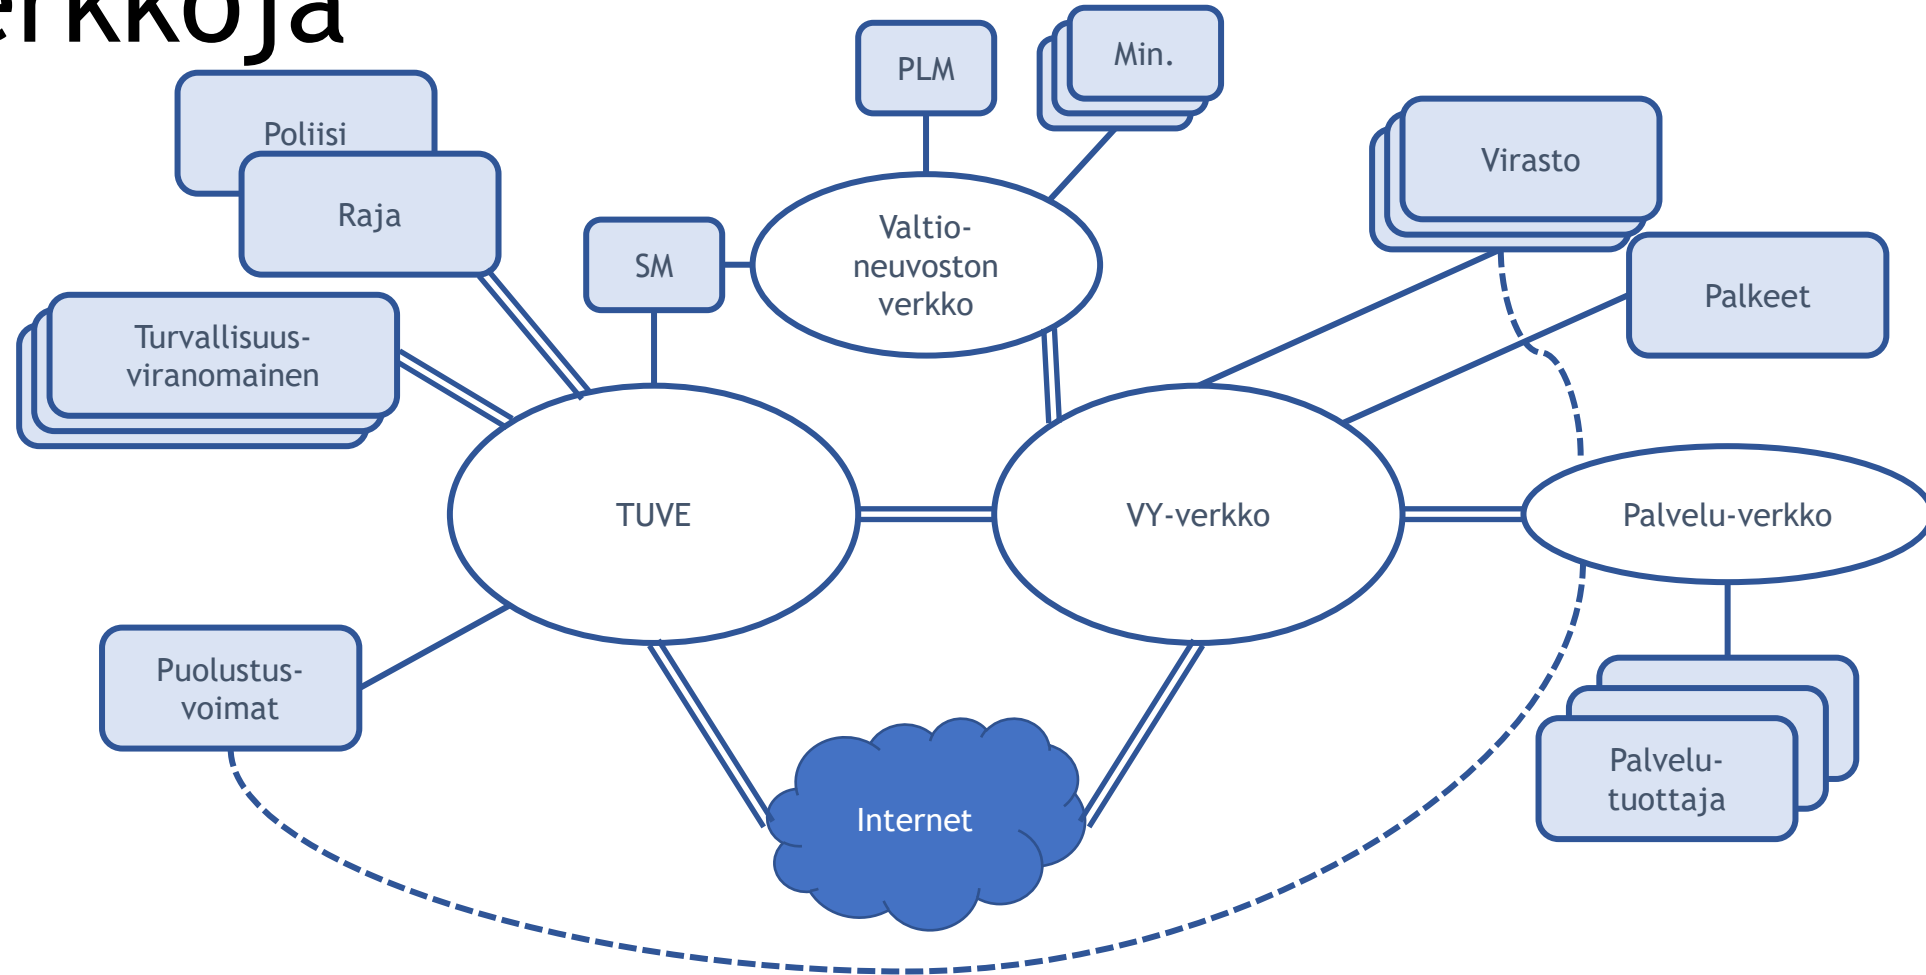 erkkoja
PLM
Min.
Poliisi
Virasto
Raja
Valtio-
neuvoston
verkko
SM
Palkeet
Turvallisuus-
viranomainen
TUVE
VY-verkko
Palvelu-verkko
Puolustus-
voimat
Palvelu-
tuottaja
Internet